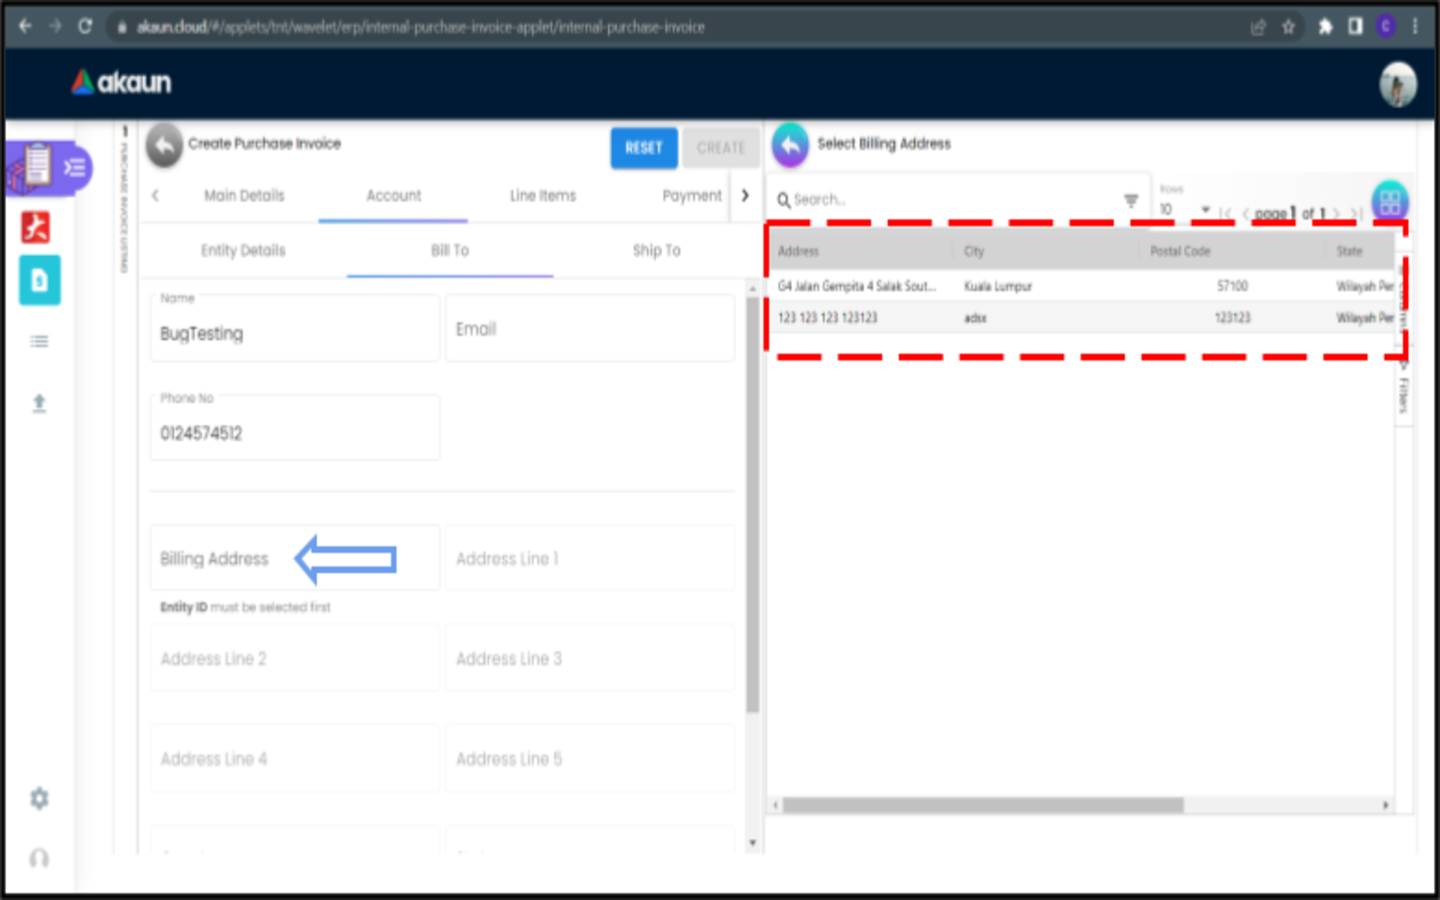 akaun.cloud/#/applets/tnt/wavelet/erp/internal-purchase-invoice-applet/internal-purchase-invoice
C
akaun
1 PURCHASE INVOICE LISTING
Create Purchase Invoice
RESET
CREATE
Main Details
Account
Line Items
Payment
Entity Details
Bill To
Ship To
Name
BugTesting
Email
Phone No
0124574512
Billing Address
Address Line 1
Entity ID must be selected first
Address Line 2
Address Line 3
Address Line 4
Address Line 5
Select Billing Address
Search...
Rows
10
page 1 of 1
Address City Postal Code State
G4 Jalan Gempita 4 Salak Sout... Kuala Lumpur 57100 Wilayah Per
123 123 123 123123 adsx 123123 Wilayah Per
Filters